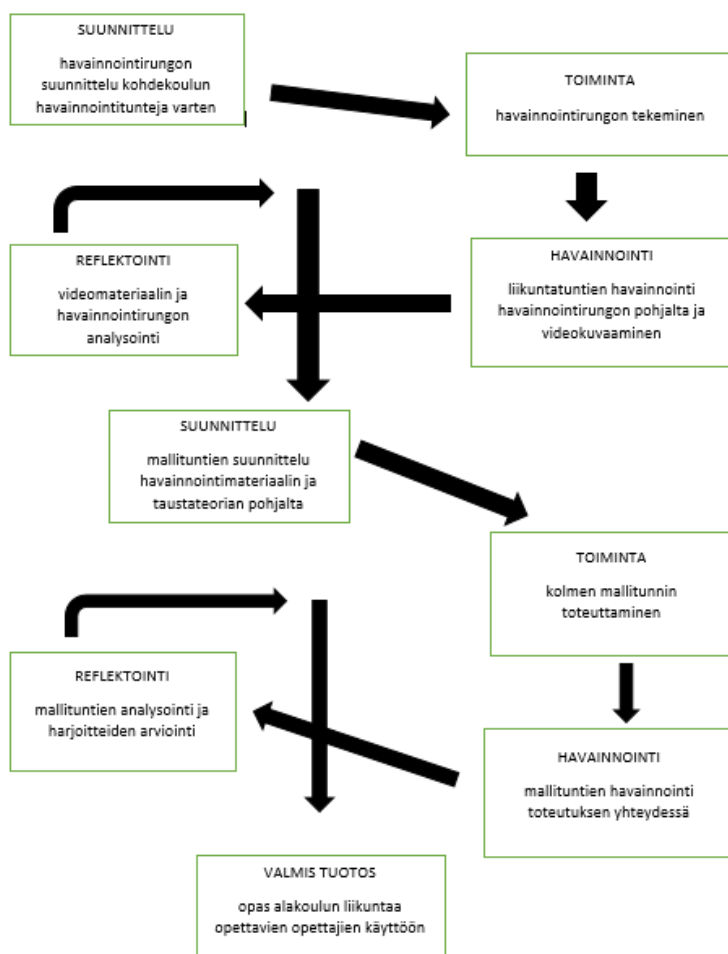 SUUNNITTELU
havainnointirungon
suunnittelu kohdekoulun
havainnointitunteja varten
TOIMINTA
havainnointirungon tekeminen
HAVAINNOINTI
liikuntatuntien havainnointi
havainnointirungon pohjalta ja
videokuvaaminen
REFLEKTOINTI
videomateriaalin ja
havainnointirungon
analysointi
SUUNNITTELU
mallituntien suunnittelu
havainnointimateriaalin ja
taustateorian pohjalta
TOIMINTA
kolmen mallitunnin
toteuttaminen
HAVAINNOINTI
mallituntien havainnointi
toteutuksen yhteydessä
REFLEKTOINTI
mallituntien analysointi ja
harjoitteiden arviointi
VALMIS TUOTOS
opas alakoulun liikuntaa
opettavien opettajien käyttöön